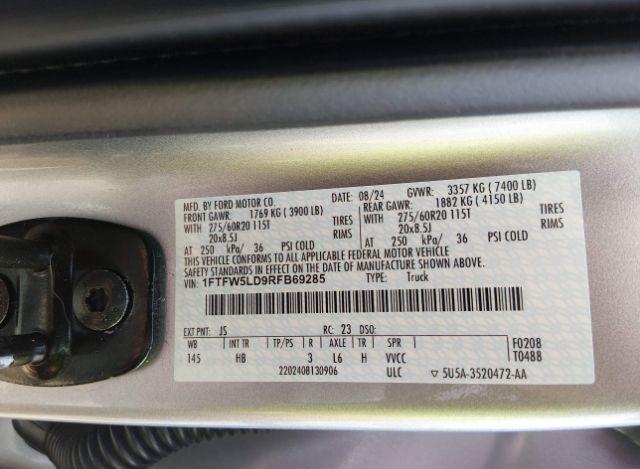 MFD. BY FORD MOTOR CO.
DATE: 08/24 GVWR: 3357 KG ( 7400 LB)
FRONT GAWR: 1769 KG ( 3900 LB)
REAR GAWR: 1882 KG ( 4150 LB)
WITH 275/60R20 115T TIRES
WITH 275/60R20 115T TIRES
20x8.5J RIMS
20x8.5J RIMS
AT 250 kPa/ 36 PSI COLD
AT 250 kPa/ 36 PSI COLD
THIS VEHICLE CONFORMS TO ALL APPLICABLE FEDERAL MOTOR VEHICLE
SAFETY STANDARDS IN EFFECT ON THE DATE OF MANUFACTURE SHOWN ABOVE.
VIN: 1FTFW5LD9RFB69285 TYPE: Truck
EXT PNT: JS RC: 23 DSO:
WB INT TR TP/PS R AXLE TR SPR F0208
145 HB 3 L6 H VVCC T0488
2202408130906 ULC ▽ 5U5A-3520472-AA